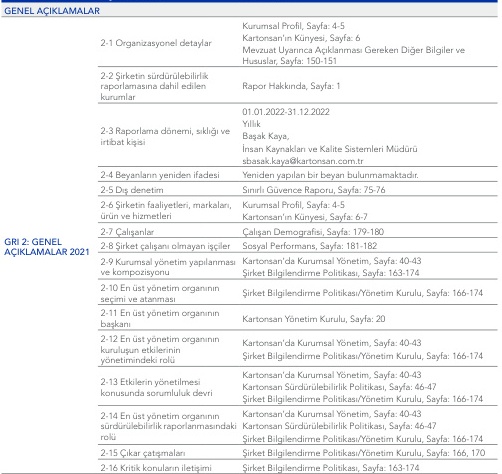 GENEL AÇIKLAMALAR
GRI 2: GENEL
AÇIKLAMALAR 2021
2-1 Organizasyonel detaylar
Kurumsal Profil, Sayfa: 4-5
Kartonsan'ın Künyesi, Sayfa: 6
Mevzuat Uyarınca Açıklanması Gereken Diğer Bilgiler ve
Hususlar, Sayfa: 150-151
2-2 Şirketin sürdürülebilirlik
raporlamasına dahil edilen
kurumlar
Rapor Hakkında, Sayfa: 1
2-3 Raporlama dönemi, sıklığı ve
irtibat kişisi
01.01.2022-31.12.2022
Yıllık
Başak Kaya,
İnsan Kaynakları ve Kalite Sistemleri Müdürü
sbasak.kaya@kartonsan.com.tr
2-4 Beyanların yeniden ifadesi
Yeniden yapılan bir beyan bulunmamaktadır.
2-5 Dış denetim
Sınırlı Güvence Raporu, Sayfa: 75-76
2-6 Şirketin faaliyetleri, markaları,
ürün ve hizmetleri
Kurumsal Profil, Sayfa: 4-5
Kartonsan'ın Künyesi, Sayfa: 6-7
2-7 Çalışanlar
Çalışan Demografisi, Sayfa: 179-180
2-8 Şirket çalışanı olmayan işçiler
Sosyal Performans, Sayfa: 181-182
2-9 Kurumsal yönetim yapılanması
ve kompozisyonu
Kartonsan'da Kurumsal Yönetim, Sayfa: 40-43
Şirket Bilgilendirme Politikası, Sayfa: 163-174
2-10 En üst yönetim organının
seçimi ve atanması
Şirket Bilgilendirme Politikası/Yönetim Kurulu, Sayfa: 166-174
2-11 En üst yönetim organının
başkanı
Kartonsan Yönetim Kurulu, Sayfa: 20
2-12 En üst yönetim organının
kuruluşun etkilerinin
yönetimindeki rolü
Kartonsan'da Kurumsal Yönetim, Sayfa: 40-43
Şirket Bilgilendirme Politikası/Yönetim Kurulu, Sayfa: 166-174
2-13 Etkilerin yönetilmesi
konusunda sorumluluk devri
Kartonsan'da Kurumsal Yönetim, Sayfa: 40-43
Kartonsan Sürdürülebilirlik Politikası, Sayfa: 46-47
Şirket Bilgilendirme Politikası/Yönetim Kurulu, Sayfa: 166-174
2-14 En üst yönetim organının
sürdürülebilirlik raporlanmasındaki
rolü
Kartonsan'da Kurumsal Yönetim, Sayfa: 40-43
Kartonsan Sürdürülebilirlik Politikası, Sayfa: 46-47
Şirket Bilgilendirme Politikası/Yönetim Kurulu, Sayfa: 166-174
2-15 Çıkar çatışmaları
Şirket Bilgilendirme Politikası/Yönetim Kurulu, Sayfa: 166, 170
2-16 Kritik konuların iletişimi
Şirket Bilgilendirme Politikası, Sayfa: 163-174